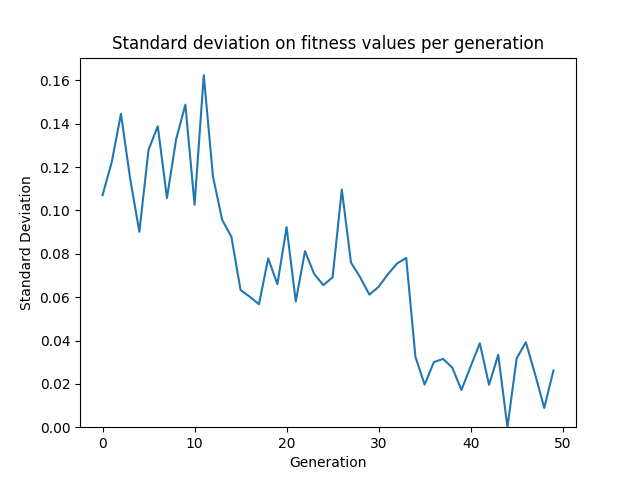 Standard deviation on fitness values per generation
0.16
0.14
0.12
0.10
0.08
0.06
0.04
0.02
0.00
Standard Deviation
0 10 20 30 40 50
Generation